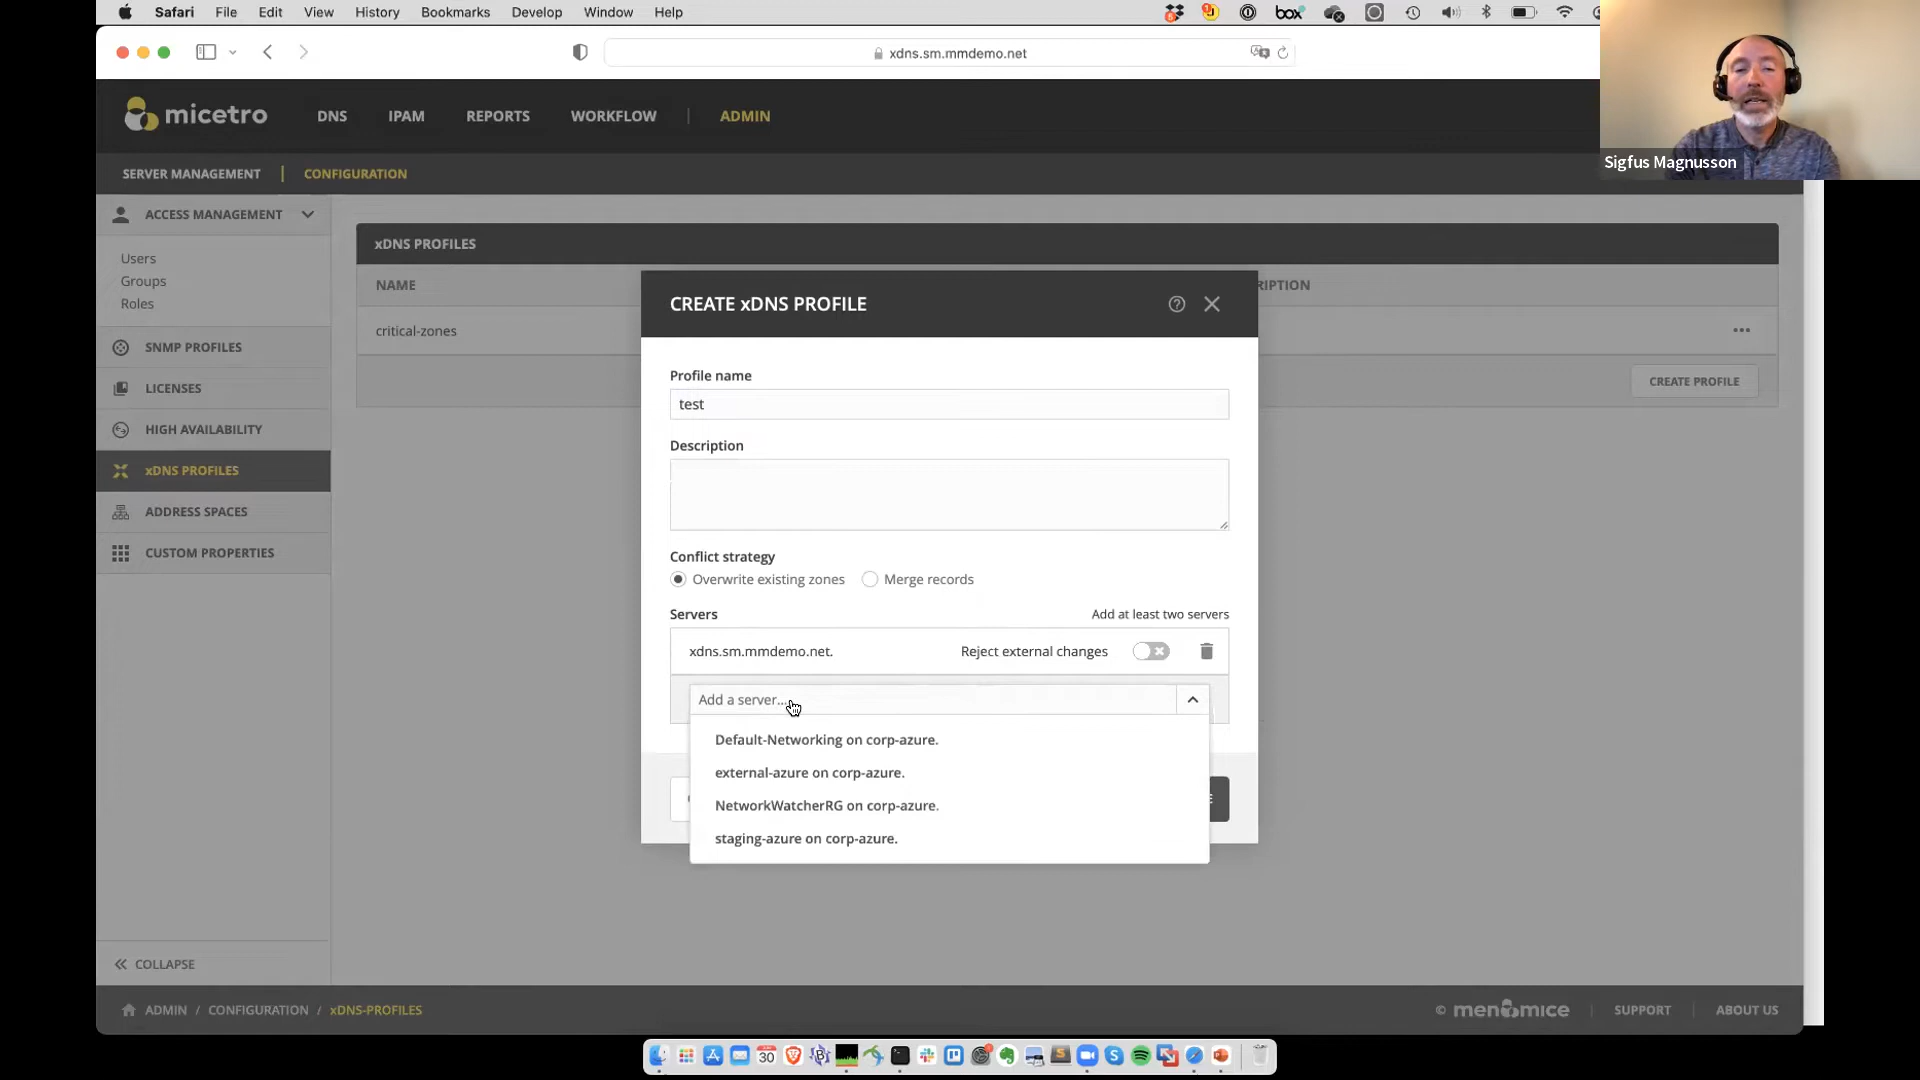 Safari File Edit View History Bookmarks Develop Window Help
box
xdns.sm.mmdemo.net
micetro DNS IPAM REPORTS WORKFLOW | ADMIN
Sigfus Magnusson
SERVER MANAGEMENT | CONFIGURATION
ACCESS MANAGEMENT
Users
Groups
Roles
SNMP PROFILES
LICENSES
HIGH AVAILABILITY
xDNS PROFILES
ADDRESS SPACES
CUSTOM PROPERTIES
COLLAPSE
xDNS PROFILES
NAME RIPTION
critical-zones
CREATE PROFILE
CREATE xDNS PROFILE
Profile name
test
Description
Conflict strategy
Overwrite existing zones Merge records
Servers Add at least two servers
xdns.sm.mmdemo.net. Reject external changes
Add a server...
Default-Networking on corp-azure.
external-azure on corp-azure.
NetworkWatcherRG on corp-azure.
staging-azure on corp-azure.
ADMIN / CONFIGURATION / xDNS-PROFILES
© men&mice | SUPPORT | ABOUT US
30